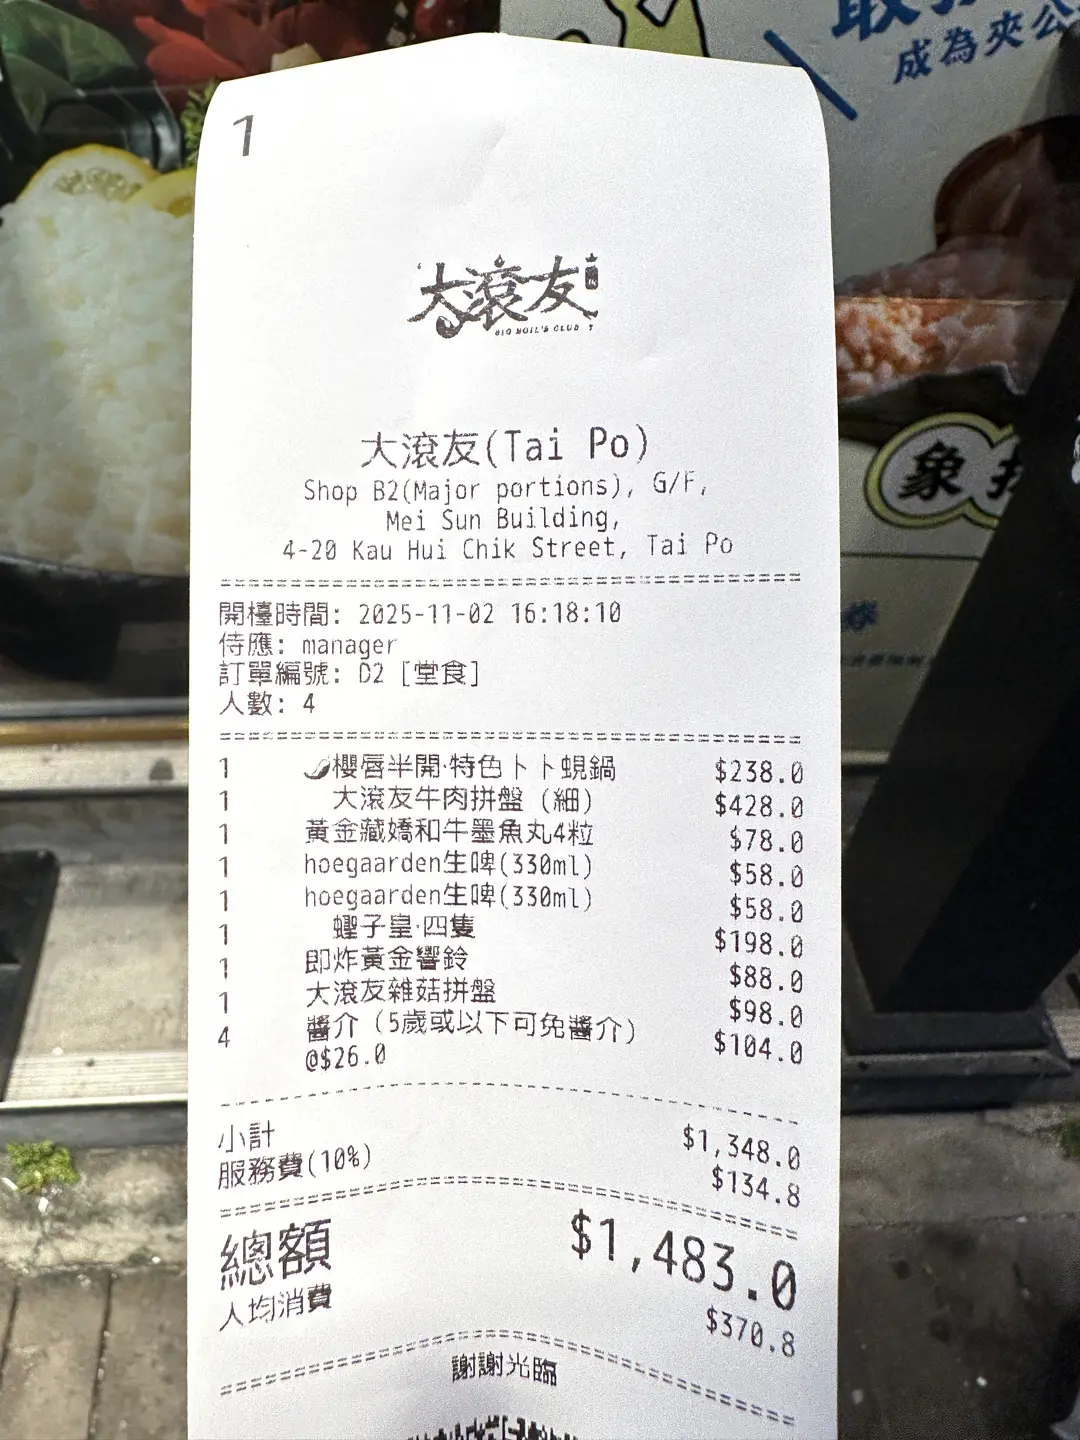 成為夾公
1
大滾友
BIG BOIL'S CLUB
大滾友(Tai Po)
Shop B2(Major portions), G/F,
Mei Sun Building,
4-20 Kau Hui Chik Street, Tai Po
開檯時間: 2025-11-02 16:18:10
侍應: manager
訂單編號: D2 [堂食]
人數: 4
1 櫻唇半開·特色卜卜蜆鍋 $238.0
1 大滾友牛肉拼盤 (細) $428.0
1 黃金藏嬌和牛墨魚丸4粒 $78.0
1 hoegaarden生啤(330ml) $58.0
1 hoegaarden生啤(330ml) $58.0
1 蟶子皇·四隻 $198.0
1 即炸黃金響鈴 $88.0
1 大滾友雜菇拼盤 $98.0
4 醬介 (5歲或以下可免醬介) $104.0
@$26.0
小計 $1,348.0
服務費(10%) $134.8
總額 $1,483.0
人均消費 $370.8
謝謝光臨
象